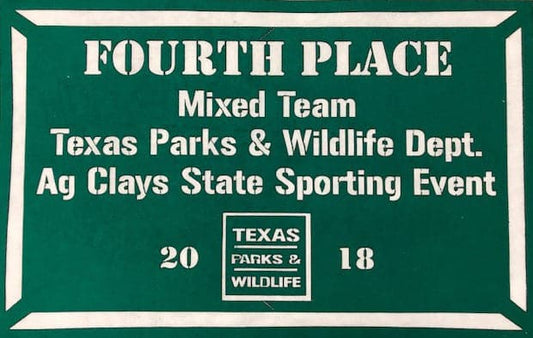 FOURTH PLACE
Mixed Team
Texas Parks & Wildlife Dept.
Ag Clays State Sporting Event
20 18
TEXAS
PARKS &
WILDLIFE